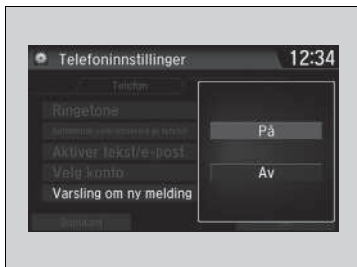 Telefoninnstillinger
12:34
Telefon
Ringetone
Aktiver tekst/e-post
Velg konto
Varsling om ny melding
På
Av